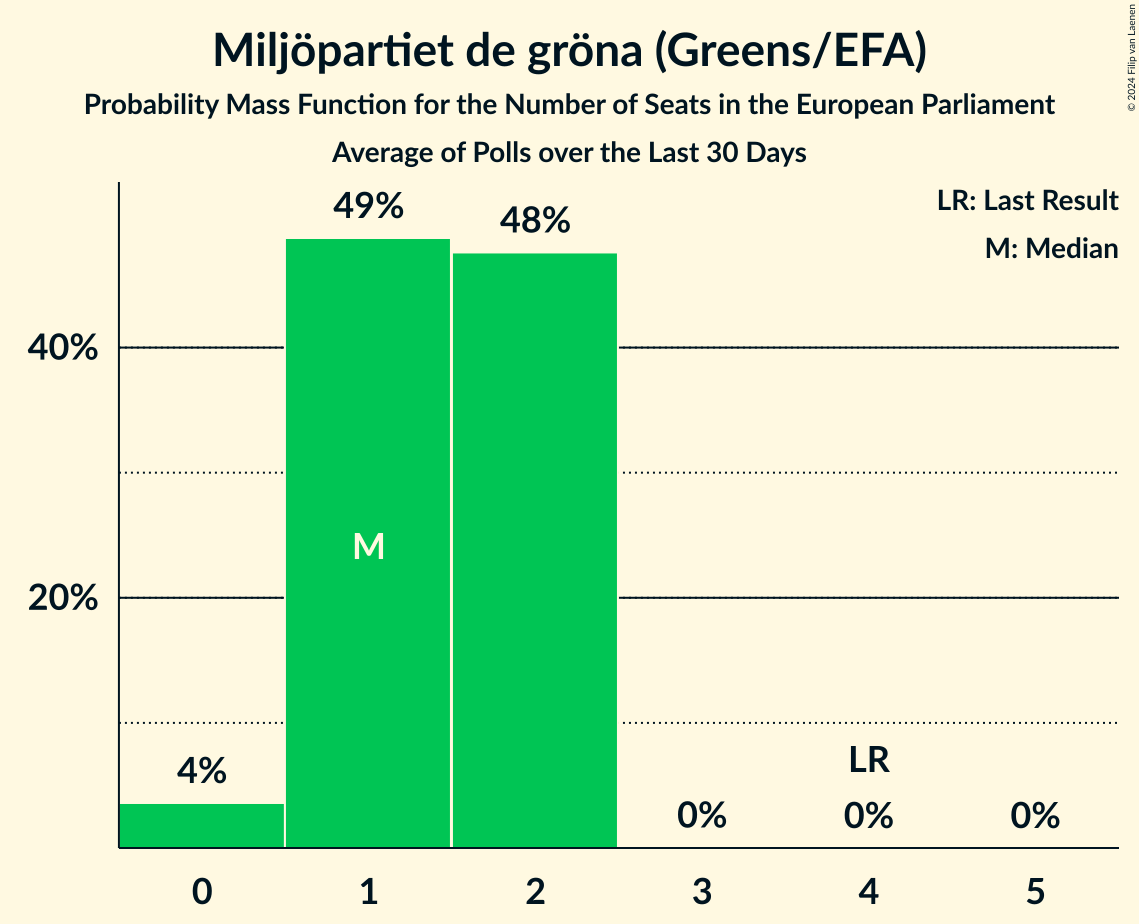 Miljöpartiet de gröna (Greens/EFA)
Probability Mass Function for the Number of Seats in the European Parliament
Average of Polls over the Last 30 Days
© 2024 Filip van Laenen
LR: Last Result
M: Median
49%
48%
40%
M
20%
4%
LR
0%
0%
0%
0
1
2
3
4
5